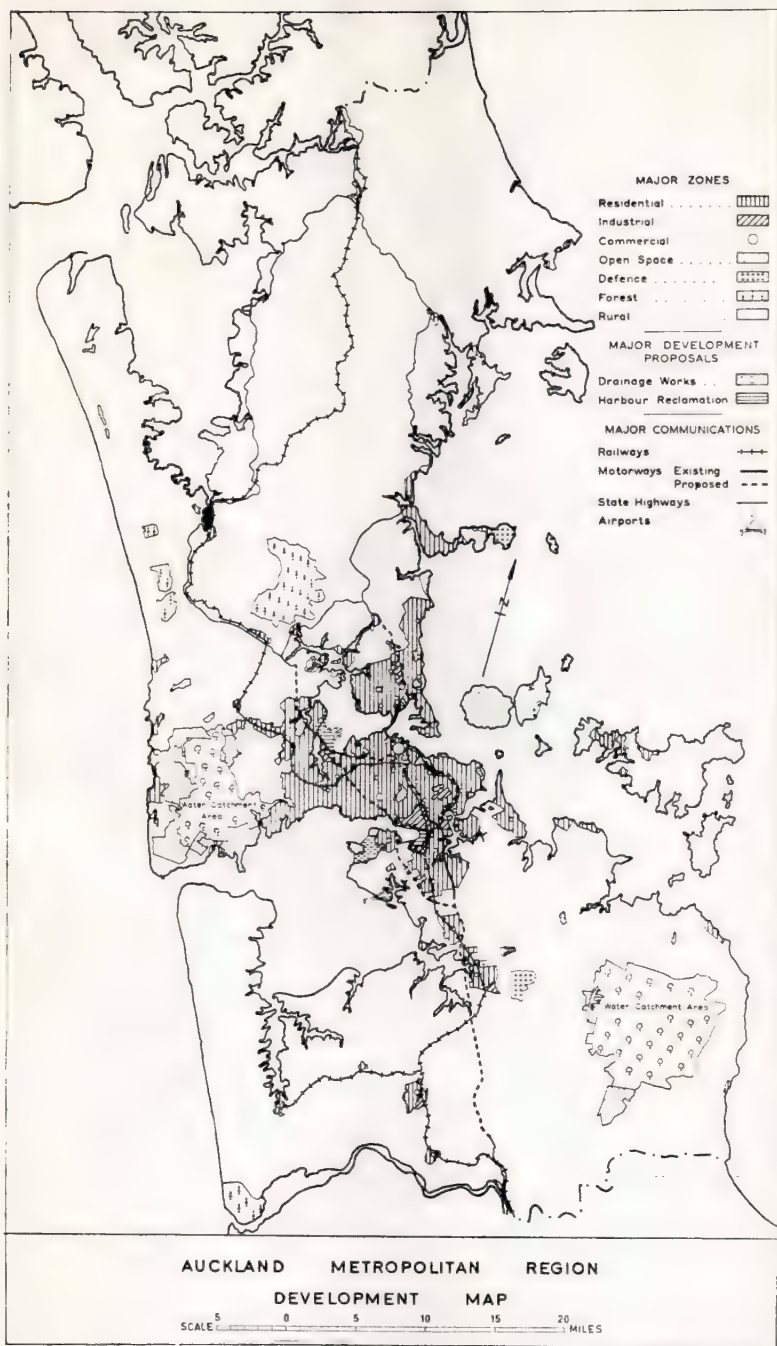 MAJOR ZONES
Residential
Industrial
Commercial
Open Space
Defence
Forest
Rural
MAJOR DEVELOPMENT
PROPOSALS
Drainage Works
Harbour Reclamation
MAJOR COMMUNICATIONS
Railways
Motorways Existing
Proposed
State Highways
Airports
N
Water Catchment
Area
Water Catchment Area
AUCKLAND METROPOLITAN REGION
DEVELOPMENT MAP
SCALE 5 0 5 10 15 20 MILES